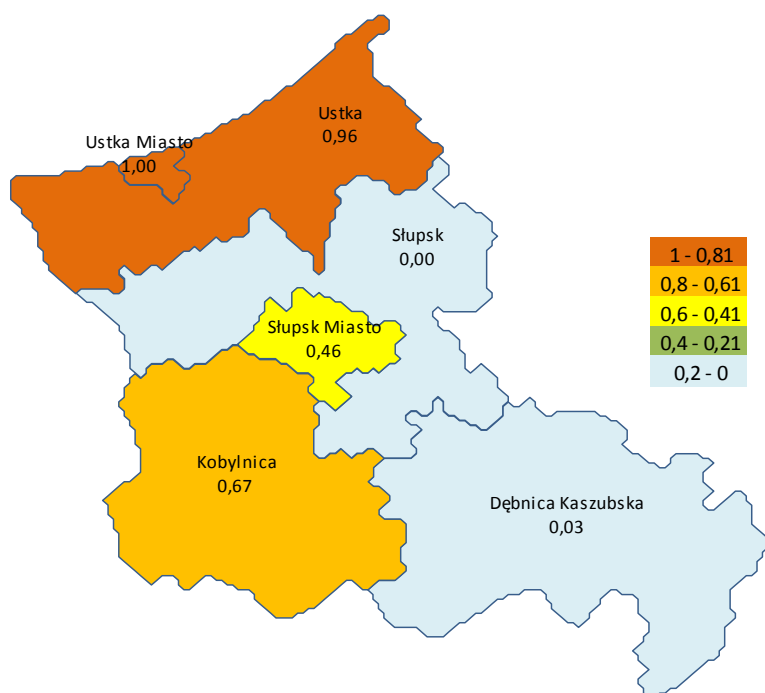 Ustka
0,96
Ustka Miasto
1,00
Słupsk
0,00
1 - 0,81
0,8 - 0,61
0,6 - 0,41
0,4 - 0,21
0,2 - 0
Słupsk Miasto
0,46
Kobylnica
0,67
Dębnica Kaszubska
0,03